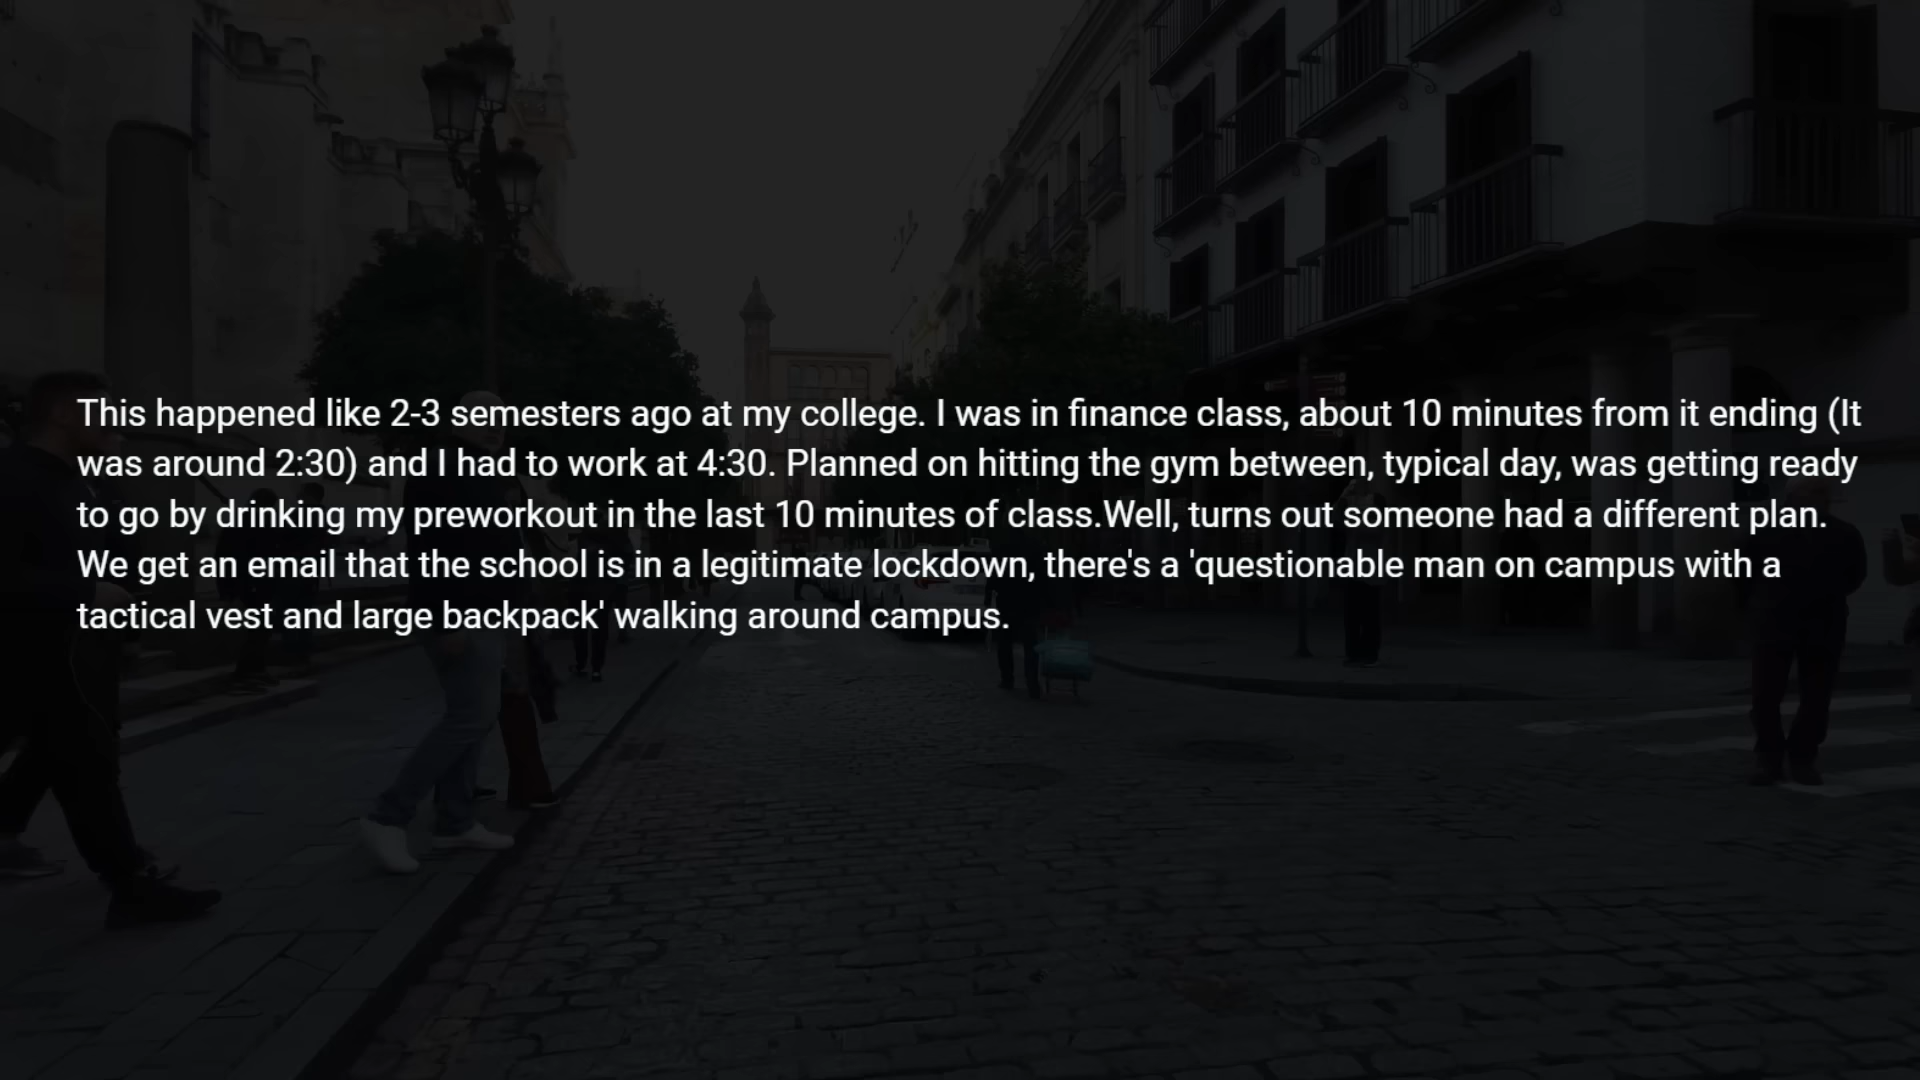 This happened like 2-3 semesters ago at my college. I was in finance class, about 10 minutes from it ending (It
was around 2:30) and I had to work at 4:30. Planned on hitting the gym between, typical day, was getting ready
to go by drinking my preworkout in the last 10 minutes of class.Well, turns out someone had a different plan.
We get an email that the school is in a legitimate lockdown, there's a 'questionable man on campus with a
tactical vest and large backpack' walking around campus.